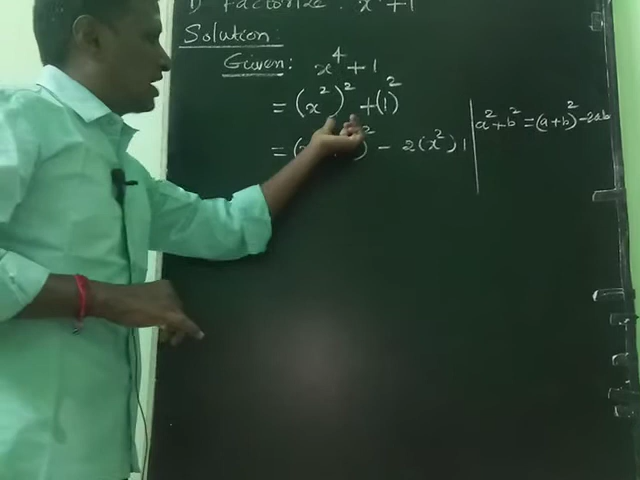 1) Factorize : x⁴+1
Solution:
Given: x⁴+1
= (x²)² + (1)²
= ( )² - 2(x²)1
a²+b² = (a+b)² - 2ab